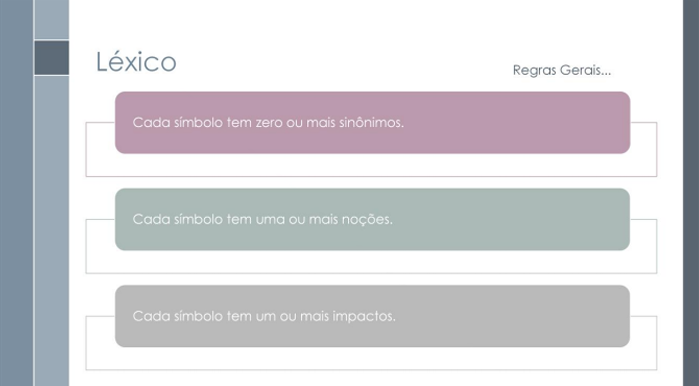 Léxico
Regras Gerais...
Cada símbolo tem zero ou mais sinônimos.
Cada símbolo tem uma ou mais noções.
Cada símbolo tem um ou mais impactos.